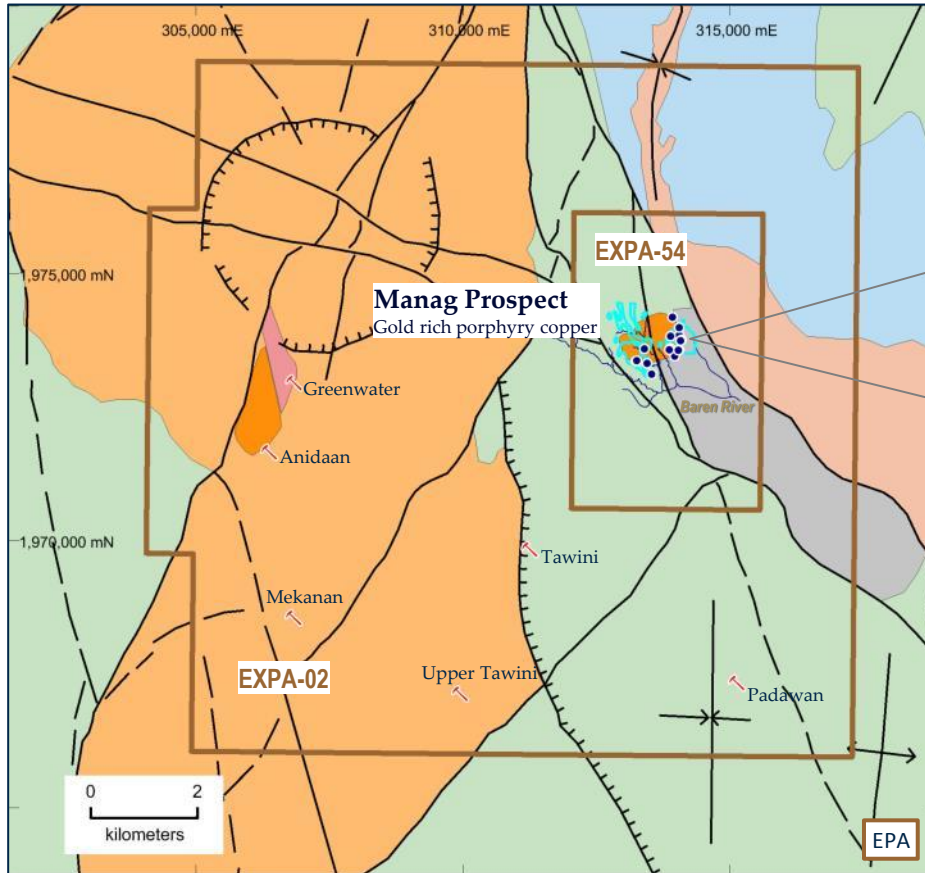 305,000 mE
310,000 mE
315,000 mE
EXPA-54
1,975,000 mN
Manag Prospect
Gold rich porphyry copper
Greenwater
Baren River
Anidaan
1,970,000 mN
Tawini
Mekanan
Upper Tawini
EXPA-02
Padawan
0 2
kilometers
EPA